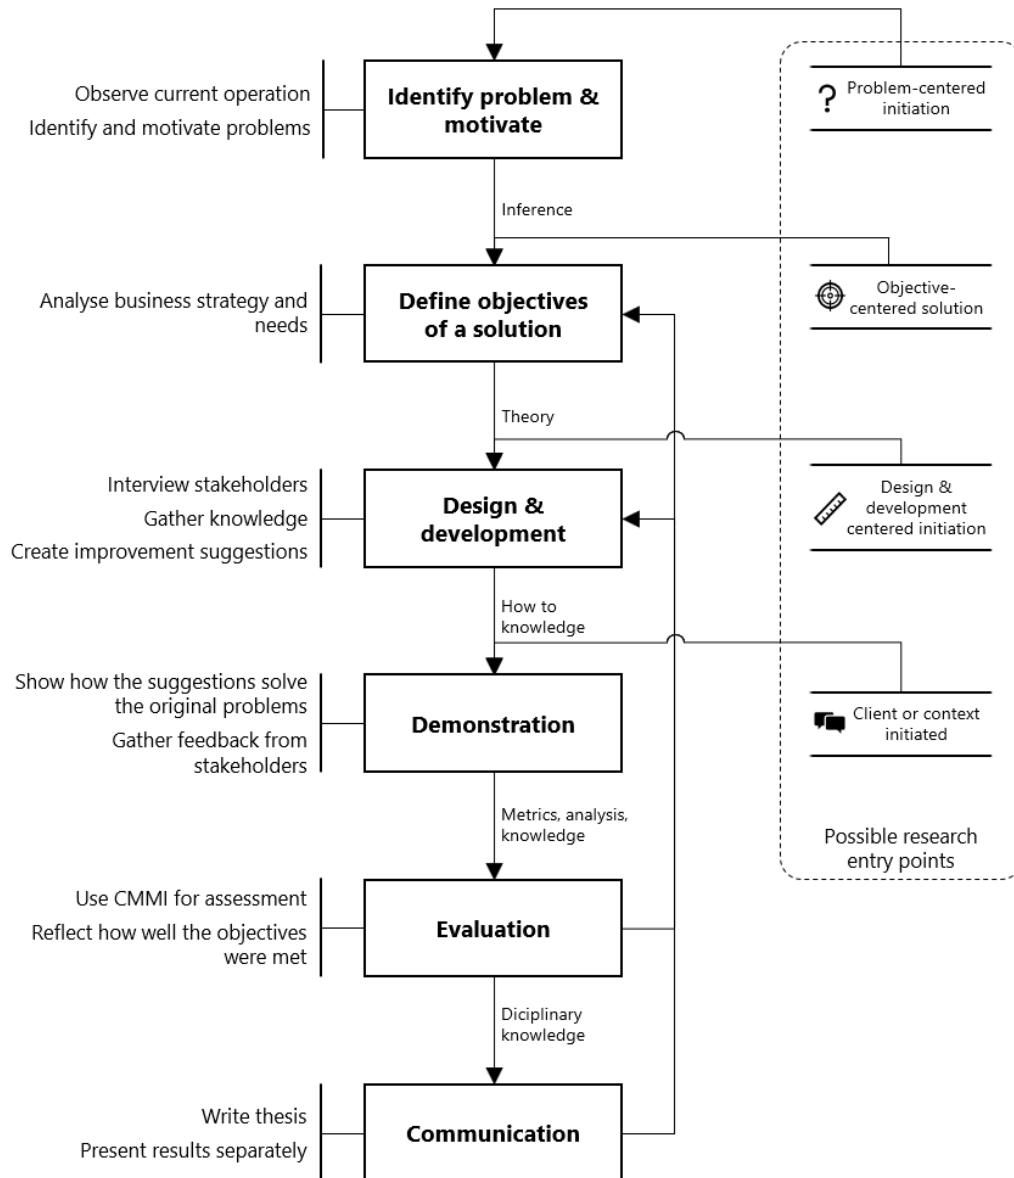 Observe current operation
Identify and motivate problems
Identify problem &
motivate
Problem-centered
initiation
Inference
Analyse business strategy and
needs
Define objectives
of a solution
Objective-
centered solution
Theory
Interview stakeholders
Gather knowledge
Create improvement suggestions
Design &
development
Design &
development
centered initiation
How to
knowledge
Show how the suggestions solve
the original problems
Gather feedback from
stakeholders
Demonstration
Client or context
initiated
Metrics, analysis,
knowledge
Possible research
entry points
Use CMMI for assessment
Reflect how well the objectives
were met
Evaluation
Diciplinary
knowledge
Write thesis
Present results separately
Communication